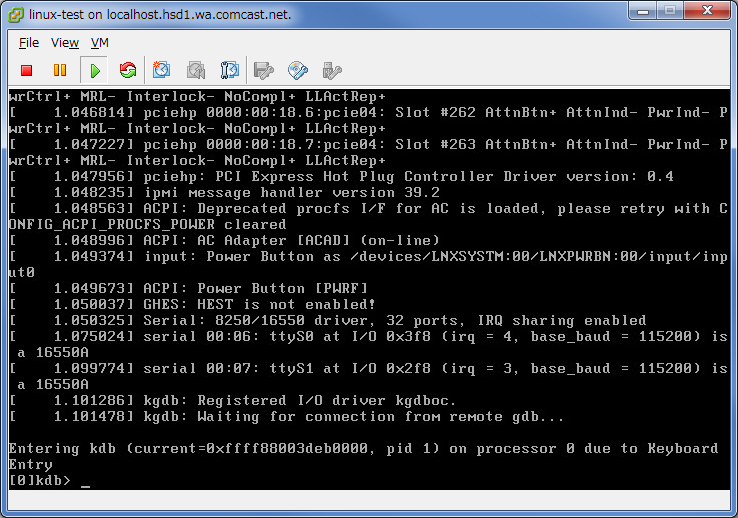 linux-test on localhost.hsd1.wa.comcast.net.
File View VM
wrCtrl+ MRL- Interlock- NoCompl+ LLActRep+
[    1.046814] pciehp 0000:00:18.6:pcie04: Slot #262 AttnBtn+ AttnInd- PwrInd- P
wrCtrl+ MRL- Interlock- NoCompl+ LLActRep+
[    1.047227] pciehp 0000:00:18.7:pcie04: Slot #263 AttnBtn+ AttnInd- PwrInd- P
wrCtrl+ MRL- Interlock- NoCompl+ LLActRep+
[    1.047956] pciehp: PCI Express Hot Plug Controller Driver version: 0.4
[    1.048235] ipmi message handler version 39.2
[    1.048563] ACPI: Deprecated procfs I/F for AC is loaded, please retry with C
ONFIG_ACPI_PROCFS_POWER cleared
[    1.048996] ACPI: AC Adapter [ACAD] (on-line)
[    1.049374] input: Power Button as /devices/LNXSYSTM:00/LNXPWRBN:00/input/inp
ut0
[    1.049673] ACPI: Power Button [PWRF]
[    1.050037] GHES: HEST is not enabled!
[    1.050325] Serial: 8250/16550 driver, 32 ports, IRQ sharing enabled
[    1.075024] serial 00:06: ttyS0 at I/O 0x3f8 (irq = 4, base_baud = 115200) is
 a 16550A
[    1.099774] serial 00:07: ttyS1 at I/O 0x2f8 (irq = 3, base_baud = 115200) is
 a 16550A
[    1.101286] kgdb: Registered I/O driver kgdboc.
[    1.101478] kgdb: Waiting for connection from remote gdb...
Entering kdb (current=0xffff88003deb0000, pid 1) on processor 0 due to Keyboard
Entry
[0]kdb> _